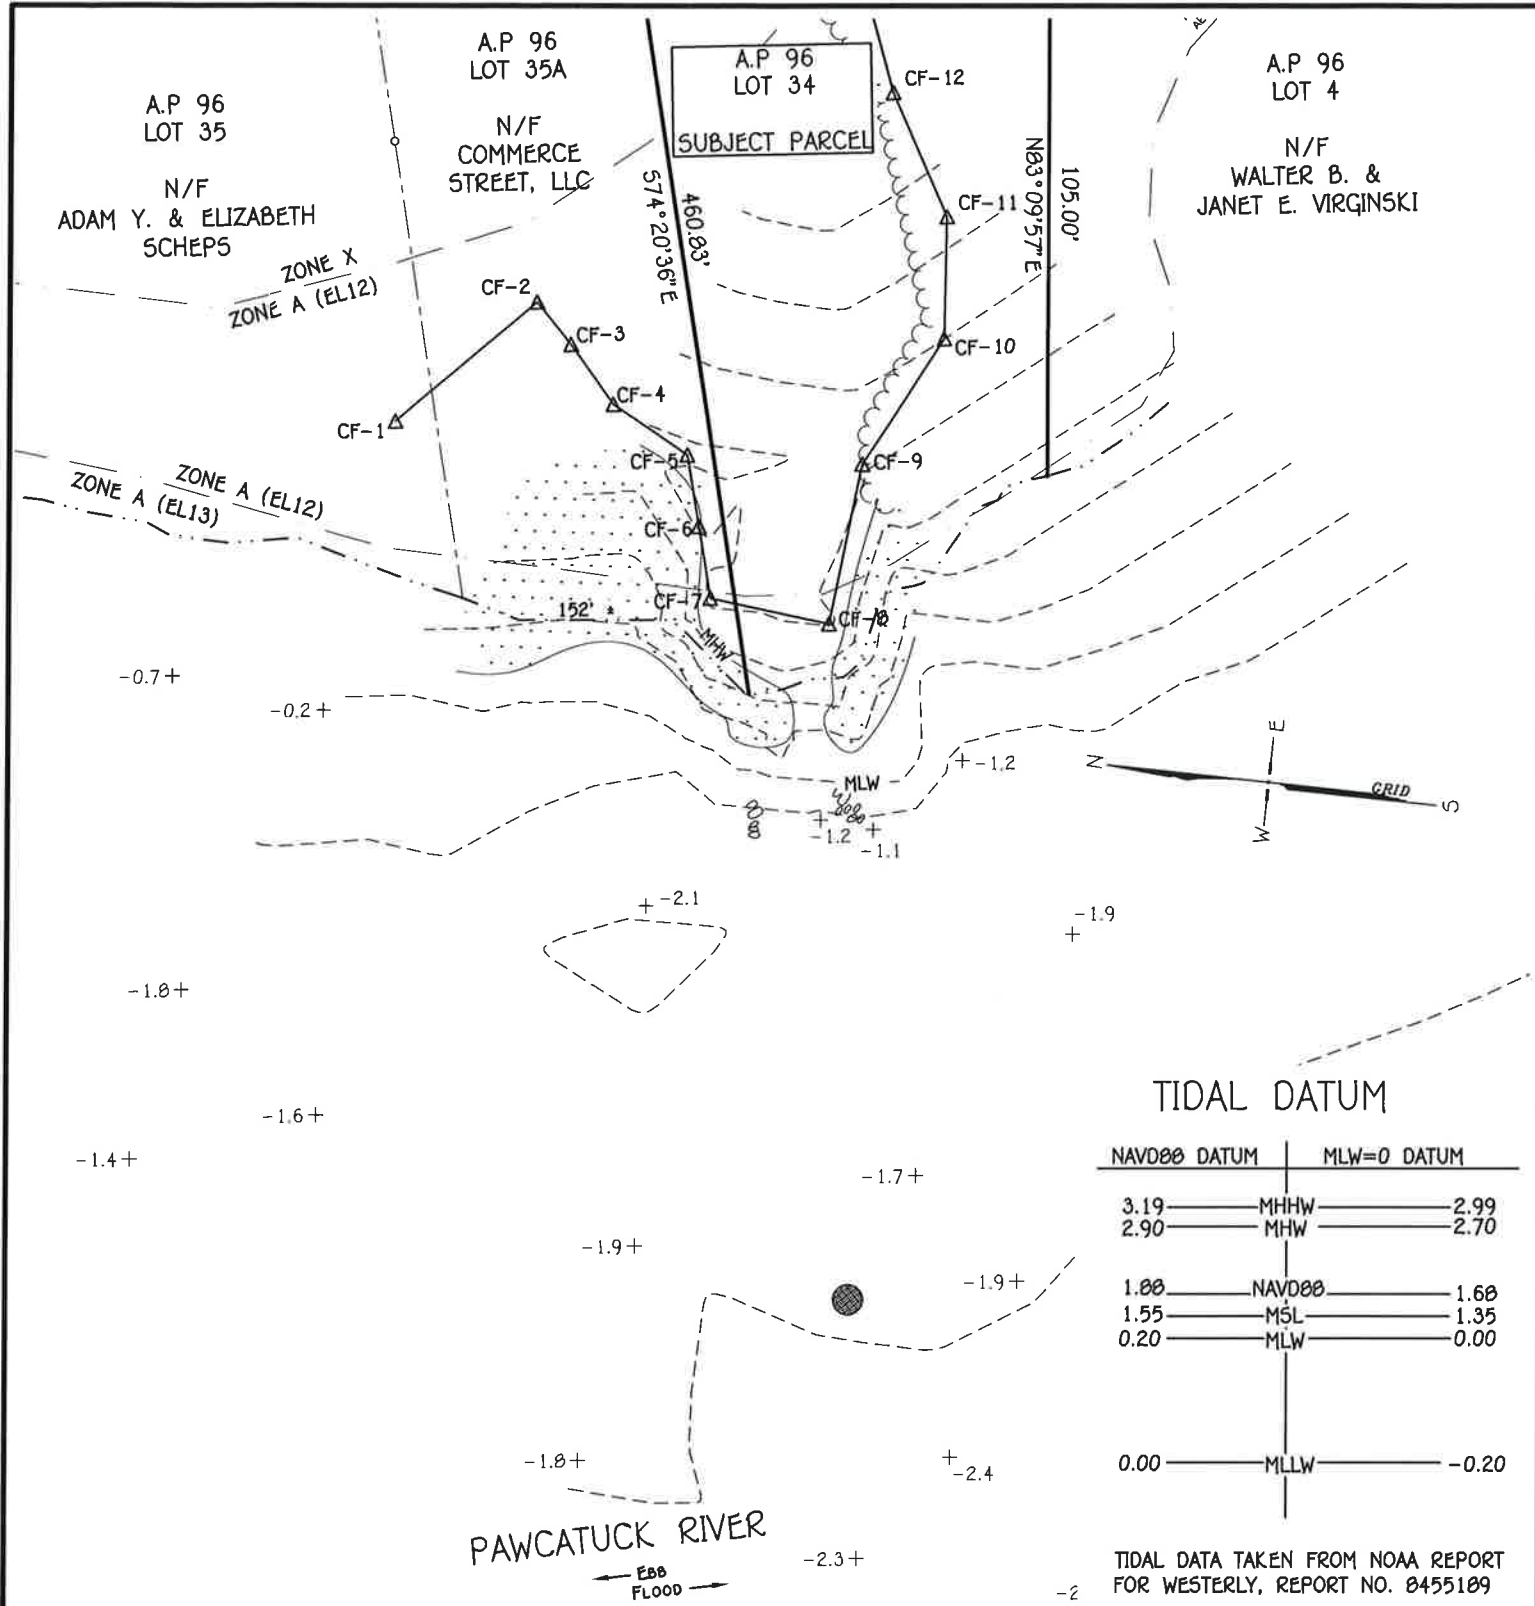 A.P 96
LOT 35
N/F
ADAM Y. & ELIZABETH
SCHEPS
A.P 96
LOT 35A
N/F
COMMERCE
STREET, LLC
A.P 96
LOT 34
SUBJECT PARCEL
A.P 96
LOT 4
N/F
WALTER B. &
JANET E. VIRGINSKI
460.83'
S74°20'36"E
105.00'
N83°09'57"E
ZONE X
ZONE A (EL12)
ZONE A (EL12)
ZONE A (EL13)
CF-1
CF-2
CF-3
CF-4
CF-5
CF-6
CF-7
CF-8
CF-9
CF-10
CF-11
CF-12
152' ±
MHW
MLW
-0.7+
-0.2+
+-1.2
+
-1.2
+
-1.1
+-2.1
-1.9
+
-1.8+
-1.6+
-1.4+
-1.7+
-1.9+
-1.9+
-1.8+
+
-2.4
-2.3+
N
E
S
W
GRID
PAWCATUCK RIVER
EBB
FLOOD
TIDAL DATUM
NAVD88 DATUM MLW=0 DATUM
3.19 MHHW 2.99
2.90 MHW 2.70
1.88 NAVD88 1.68
1.55 MSL 1.35
0.20 MLW 0.00
0.00 MLLW -0.20
TIDAL DATA TAKEN FROM NOAA REPORT
FOR WESTERLY, REPORT NO. 8455189